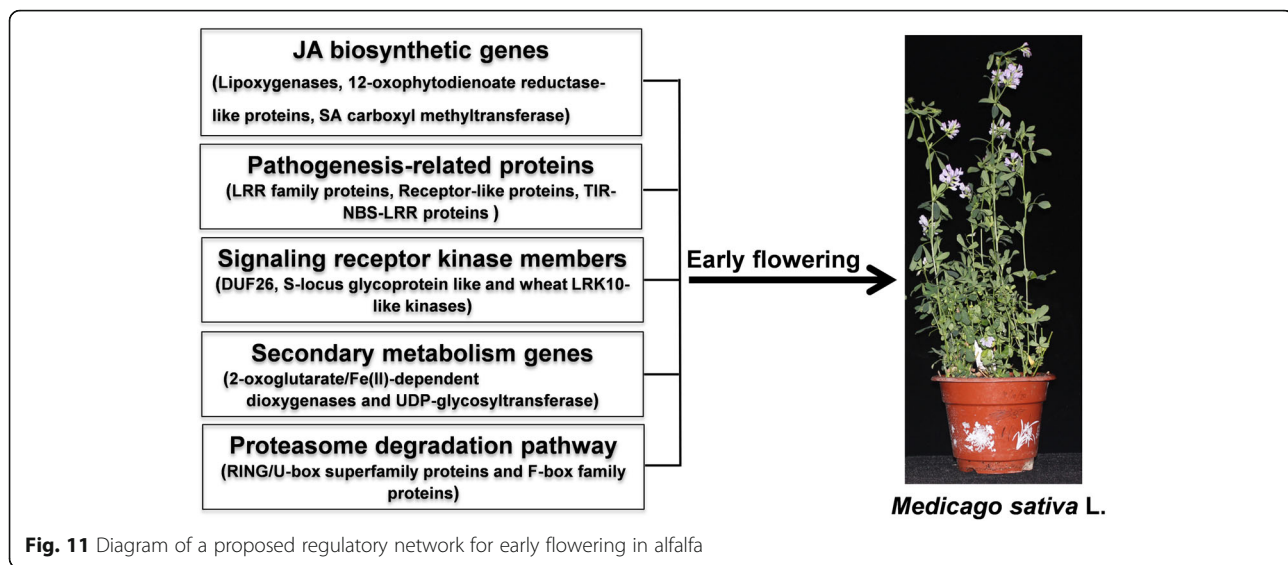 JA biosynthetic genes
(Lipoxygenases, 12-oxophytodienoate reductase-
like proteins, SA carboxyl methyltransferase)
Pathogenesis-related proteins
(LRR family proteins, Receptor-like proteins, TIR-
NBS-LRR proteins )
Signaling receptor kinase members
(DUF26, S-locus glycoprotein like and wheat LRK10-
like kinases)
Secondary metabolism genes
(2-oxoglutarate/Fe(II)-dependent
dioxygenases and UDP-glycosyltransferase)
Proteasome degradation pathway
(RING/U-box superfamily proteins and F-box family
proteins)
Early flowering
Medicago sativa L.
Fig. 11 Diagram of a proposed regulatory network for early flowering in alfalfa